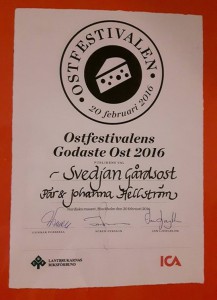 OSTFESTIVALEN
20 februari 2016
Ostfestivalens
Godaste Ost 2016
~ Svedjan Gårdsost
Pär & Johanna Hellström
LANTBRUKARNAS
RIKSFÖRBUND
ICA